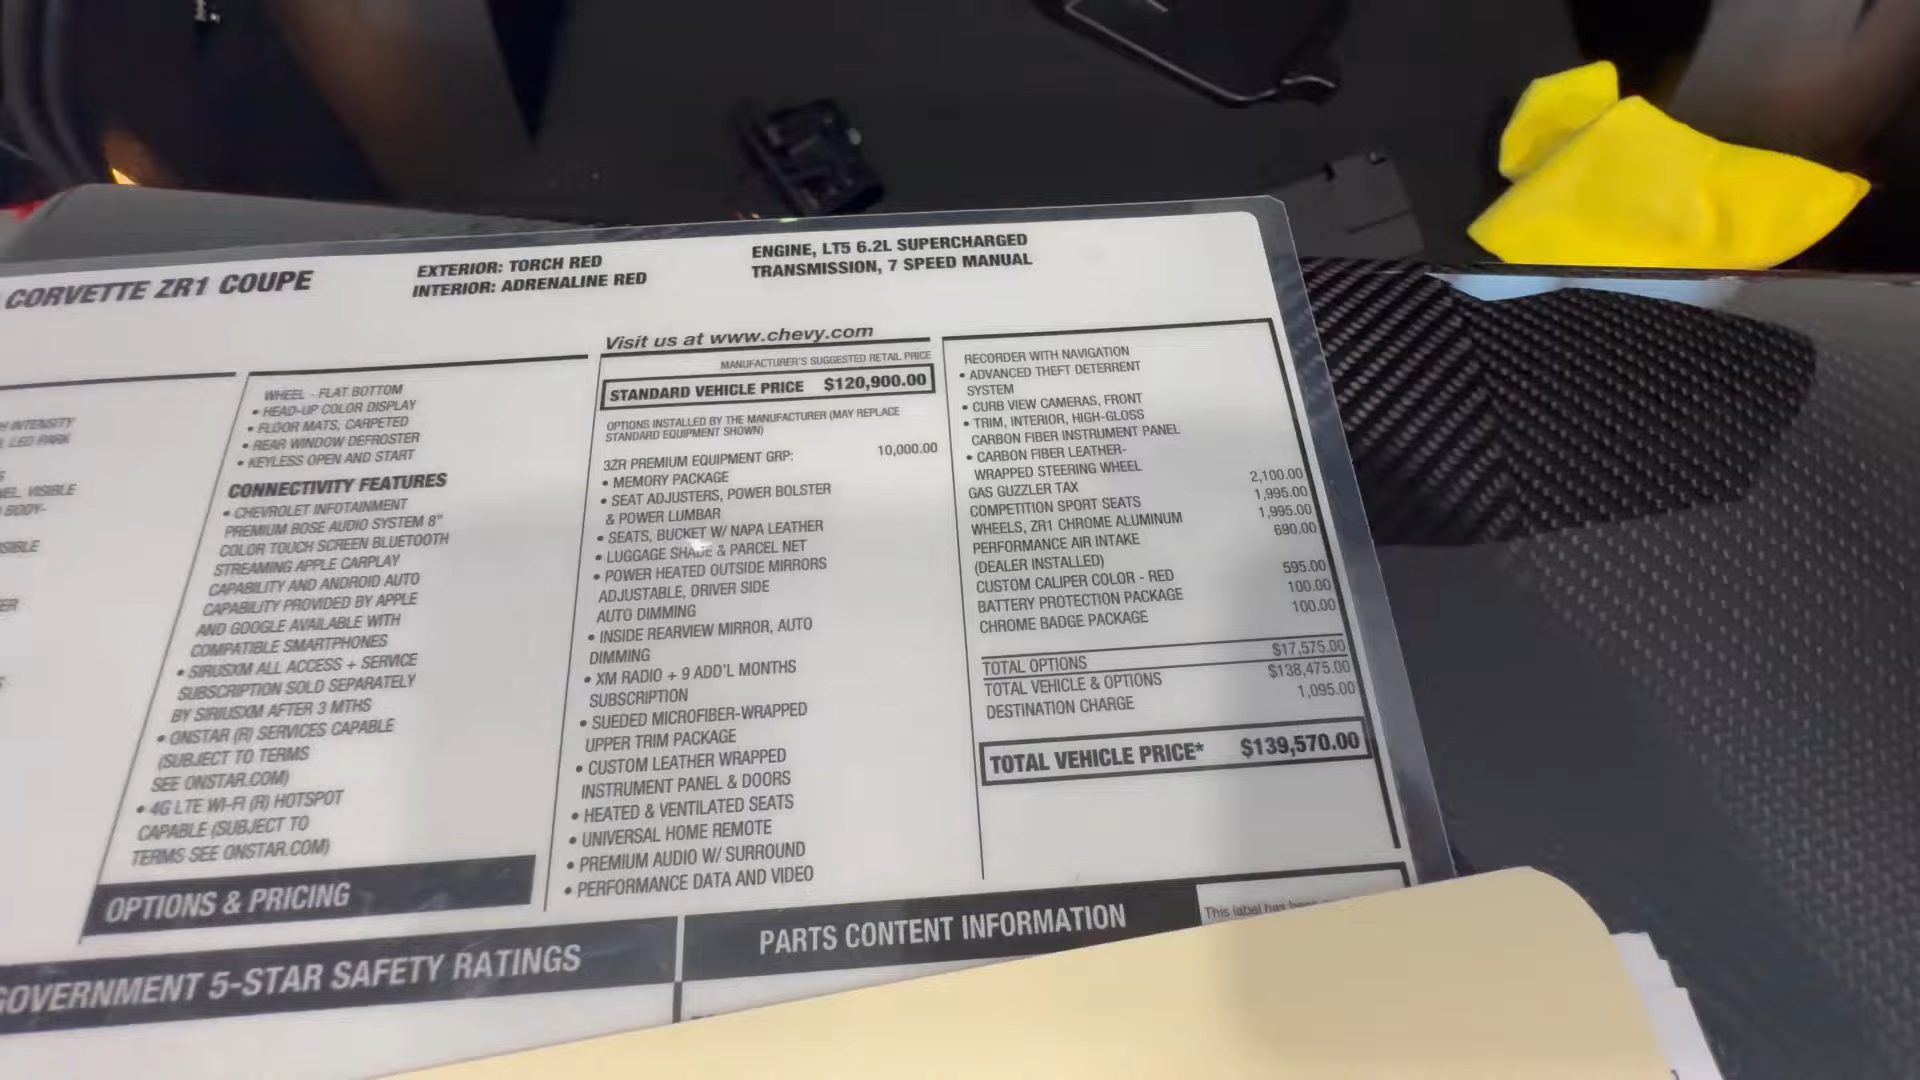 CORVETTE ZR1 COUPE
EXTERIOR: TORCH RED
INTERIOR: ADRENALINE RED
ENGINE, LT5 6.2L SUPERCHARGED
TRANSMISSION, 7 SPEED MANUAL
INTENSITY
LED PARK
VISIBLE
BODY-
WHEEL - FLAT BOTTOM
• HEAD-UP COLOR DISPLAY
• FLOOR MATS, CARPETED
• REAR WINDOW DEFROSTER
• KEYLESS OPEN AND START
CONNECTIVITY FEATURES
• CHEVROLET INFOTAINMENT
PREMIUM BOSE AUDIO SYSTEM 8"
COLOR TOUCH SCREEN BLUETOOTH
STREAMING APPLE CARPLAY
CAPABILITY AND ANDROID AUTO
CAPABILITY PROVIDED BY APPLE
AND GOOGLE AVAILABLE WITH
COMPATIBLE SMARTPHONES
• SIRIUSXM ALL ACCESS + SERVICE
SUBSCRIPTION SOLD SEPARATELY
BY SIRIUSXM AFTER 3 MTHS
• ONSTAR (R) SERVICES CAPABLE
(SUBJECT TO TERMS
SEE ONSTAR.COM)
• 4G LTE WI-FI (R) HOTSPOT
CAPABLE (SUBJECT TO
TERMS SEE ONSTAR.COM)
OPTIONS & PRICING
Visit us at www.chevy.com
MANUFACTURER'S SUGGESTED RETAIL PRICE
STANDARD VEHICLE PRICE $120,900.00
OPTIONS INSTALLED BY THE MANUFACTURER (MAY REPLACE
STANDARD EQUIPMENT SHOWN)
3ZR PREMIUM EQUIPMENT GRP: 10,000.00
• MEMORY PACKAGE
• SEAT ADJUSTERS, POWER BOLSTER
& POWER LUMBAR
• SEATS, BUCKET W/ NAPA LEATHER
• LUGGAGE SHADE & PARCEL NET
• POWER HEATED OUTSIDE MIRRORS
ADJUSTABLE, DRIVER SIDE
AUTO DIMMING
• INSIDE REARVIEW MIRROR, AUTO
DIMMING
• XM RADIO + 9 ADD'L MONTHS
SUBSCRIPTION
• SUEDED MICROFIBER-WRAPPED
UPPER TRIM PACKAGE
• CUSTOM LEATHER WRAPPED
INSTRUMENT PANEL & DOORS
• HEATED & VENTILATED SEATS
• UNIVERSAL HOME REMOTE
• PREMIUM AUDIO W/ SURROUND
• PERFORMANCE DATA AND VIDEO
RECORDER WITH NAVIGATION
• ADVANCED THEFT DETERRENT
SYSTEM
• CURB VIEW CAMERAS, FRONT
• TRIM, INTERIOR, HIGH-GLOSS
CARBON FIBER INSTRUMENT PANEL
• CARBON FIBER LEATHER-
WRAPPED STEERING WHEEL
GAS GUZZLER TAX 2,100.00
COMPETITION SPORT SEATS 1,995.00
WHEELS, ZR1 CHROME ALUMINUM 1,995.00
PERFORMANCE AIR INTAKE 690.00
(DEALER INSTALLED)
CUSTOM CALIPER COLOR - RED 595.00
BATTERY PROTECTION PACKAGE 100.00
CHROME BADGE PACKAGE 100.00
TOTAL OPTIONS $17,575.00
TOTAL VEHICLE & OPTIONS $138,475.00
DESTINATION CHARGE 1,095.00
TOTAL VEHICLE PRICE* $139,570.00
GOVERNMENT 5-STAR SAFETY RATINGS
PARTS CONTENT INFORMATION
This label has